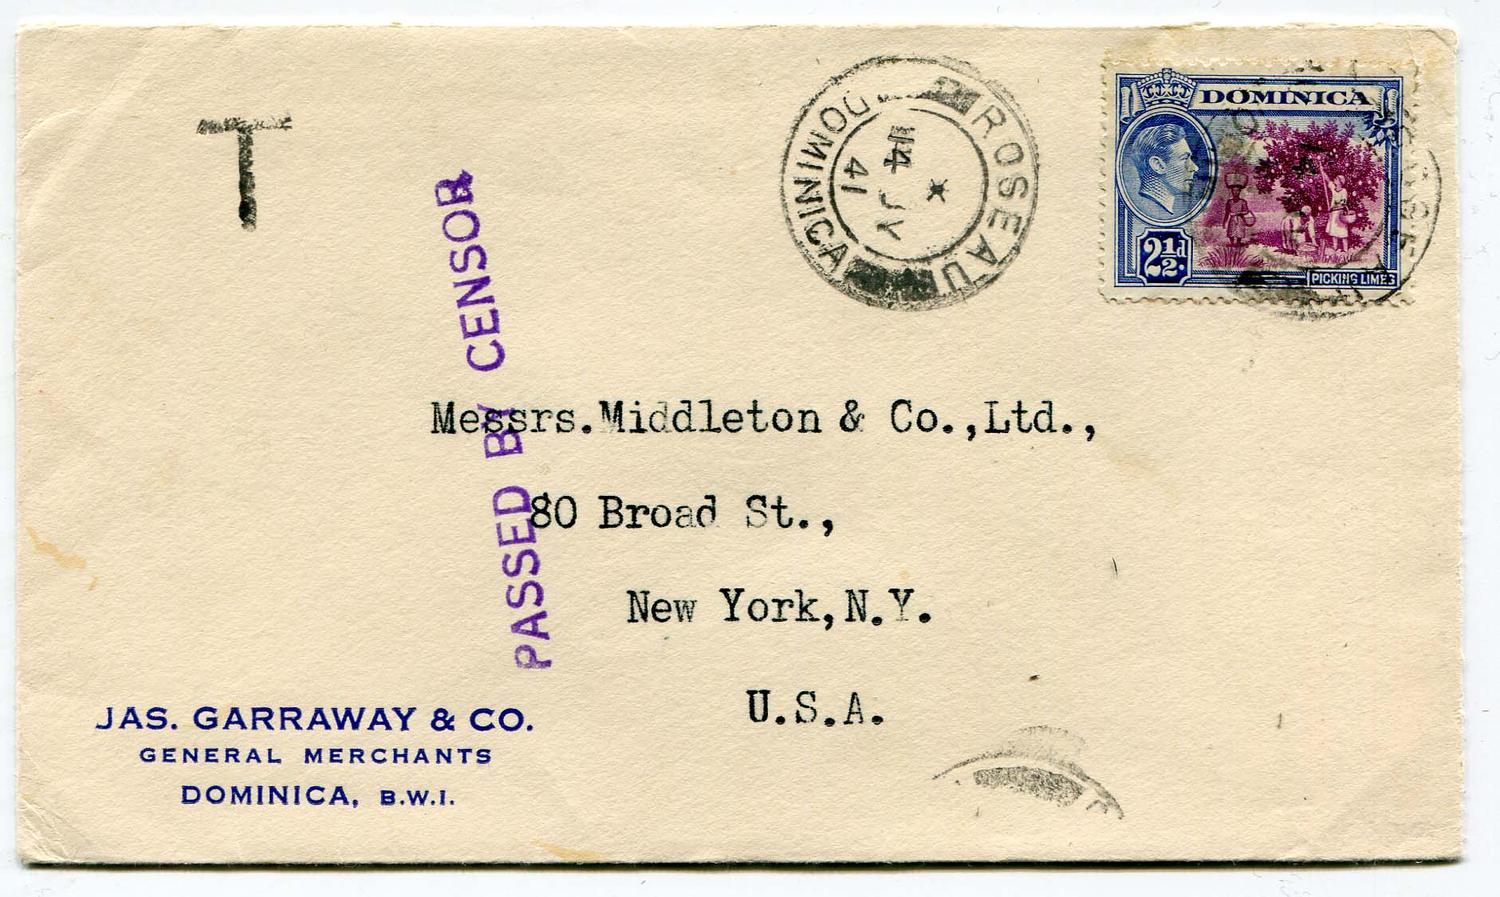 T
ROSEAU
DOMINICA
14 JY
41
DOMINICA
2½d.
PICKING LIMES
PASSED BY CENSOR
Messrs. Middleton & Co., Ltd.,
80 Broad St.,
New York, N.Y.
U.S.A.
JAS. GARRAWAY & CO.
GENERAL MERCHANTS
DOMINICA, B.W.I.